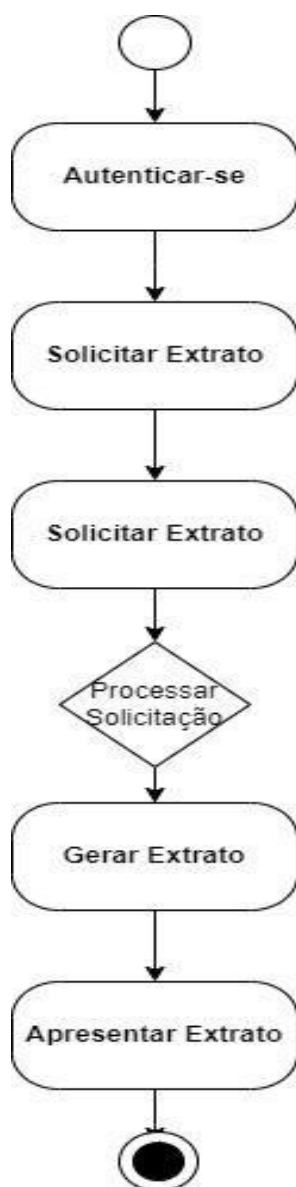 Autenticar-se
Solicitar Extrato
Solicitar Extrato
Processar
Solicitação
Gerar Extrato
Apresentar Extrato